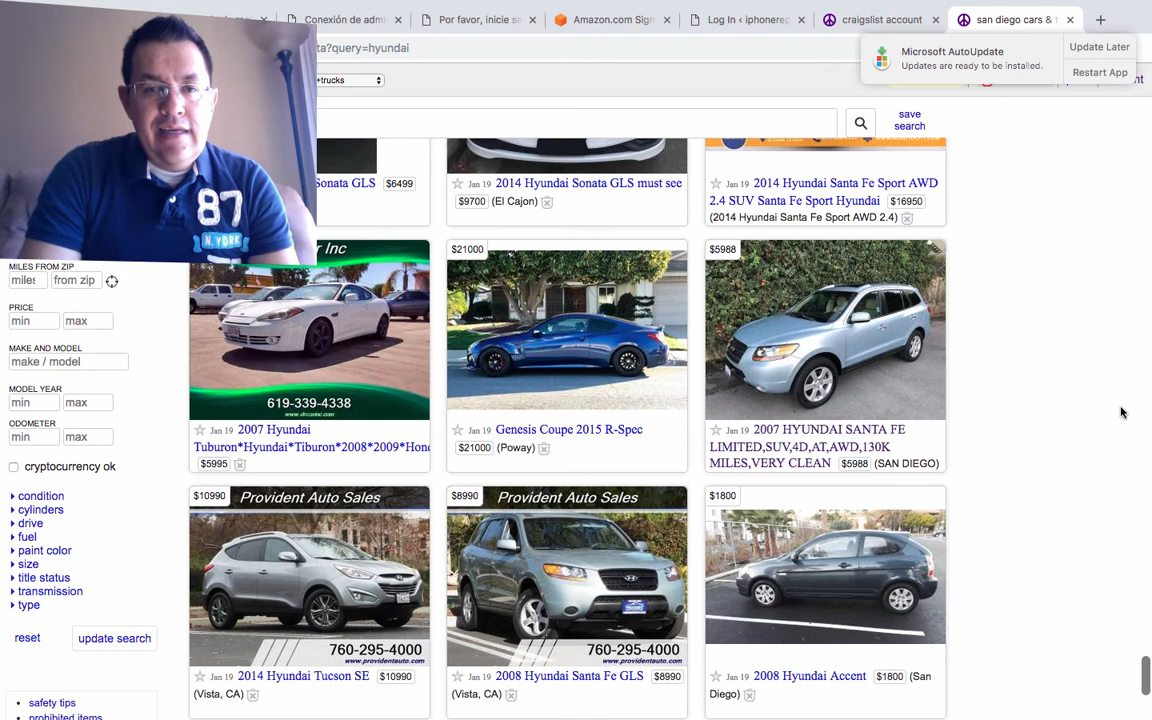 Conexión de admi
Por favor, inicie se
Amazon.com Sign
Log In ‹ iphonerep
craigslist account
san diego cars & t
ta?query=hyundai
Microsoft AutoUpdate
Updates are ready to be installed.
Update Later
Restart App
+trucks
save
search
87
N.YORK
Sonata GLS $6499
Jan 19 2014 Hyundai Sonata GLS must see
$9700 (El Cajon)
Jan 19 2014 Hyundai Santa Fe Sport AWD
2.4 SUV Santa Fe Sport Hyundai $16950
(2014 Hyundai Santa Fe Sport AWD 2.4)
MILES FROM ZIP
miles from zip
PRICE
min max
MAKE AND MODEL
make / model
MODEL YEAR
min max
ODOMETER
min max
cryptocurrency ok
condition
cylinders
drive
fuel
paint color
size
title status
transmission
type
reset update search
safety tips
prohibited items
r Inc
619-339-4338
Jan 19 2007 Hyundai
Tuburon*Hyundai*Tiburon*2008*2009*Hond
$5995
$21000
Jan 19 Genesis Coupe 2015 R-Spec
$21000 (Poway)
$5988
Jan 19 2007 HYUNDAI SANTA FE
LIMITED,SUV,4D,AT,AWD,130K
MILES,VERY CLEAN $5988 (SAN DIEGO)
$10990 Provident Auto Sales
760-295-4000
www.providentauto.com
Jan 19 2014 Hyundai Tucson SE $10990
(Vista, CA)
$8990 Provident Auto Sales
760-295-4000
www.providentauto.com
Jan 19 2008 Hyundai Santa Fe GLS $8990
(Vista, CA)
$1800
Jan 19 2008 Hyundai Accent $1800 (San
Diego)